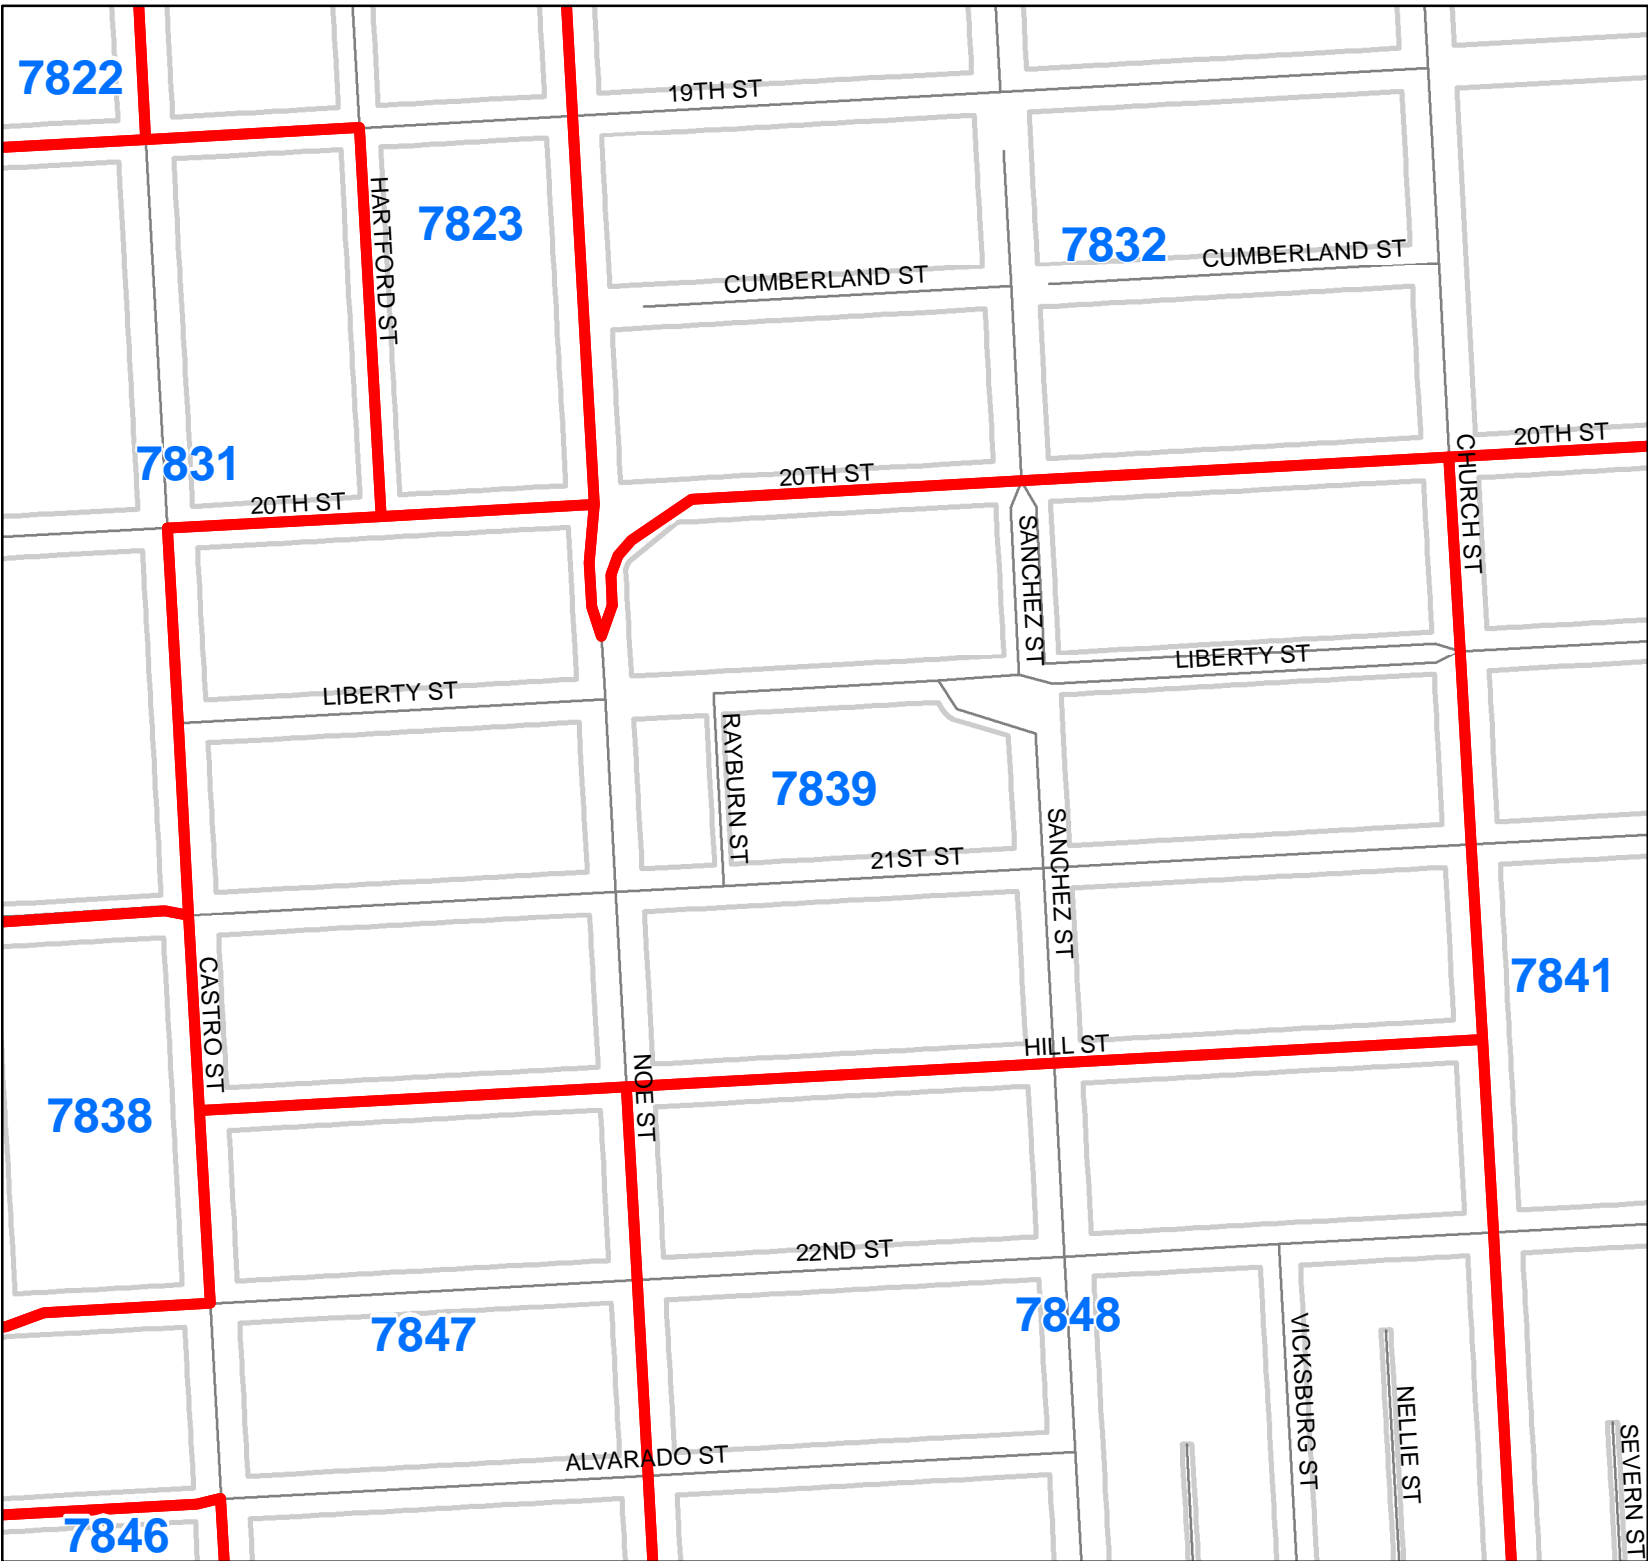 7822
19TH ST
HARTFORD ST
7823
7832
CUMBERLAND ST
CUMBERLAND ST
7831
20TH ST
20TH ST
20TH ST
CHURCH ST
SANCHEZ ST
LIBERTY ST
LIBERTY ST
RAYBURN ST
7839
SANCHEZ ST
21ST ST
CASTRO ST
7841
HILL ST
NOE ST
7838
22ND ST
7847
7848
VICKSBURG ST
NELLIE ST
SEVERN ST
ALVARADO ST
7846